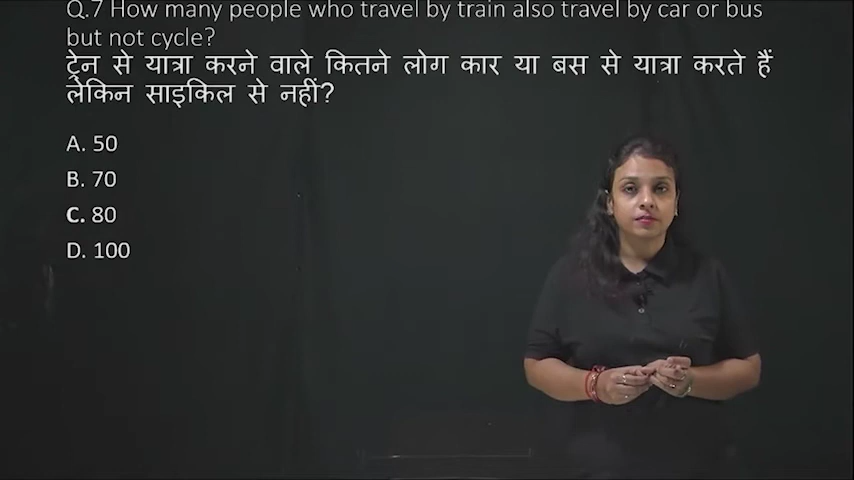 Q.7 How many people who travel by train also travel by car or bus
but not cycle?
ट्रेन से यात्रा करने वाले कितने लोग कार या बस से यात्रा करते हैं
लेकिन साइकिल से नहीं?
A. 50
B. 70
C. 80
D. 100